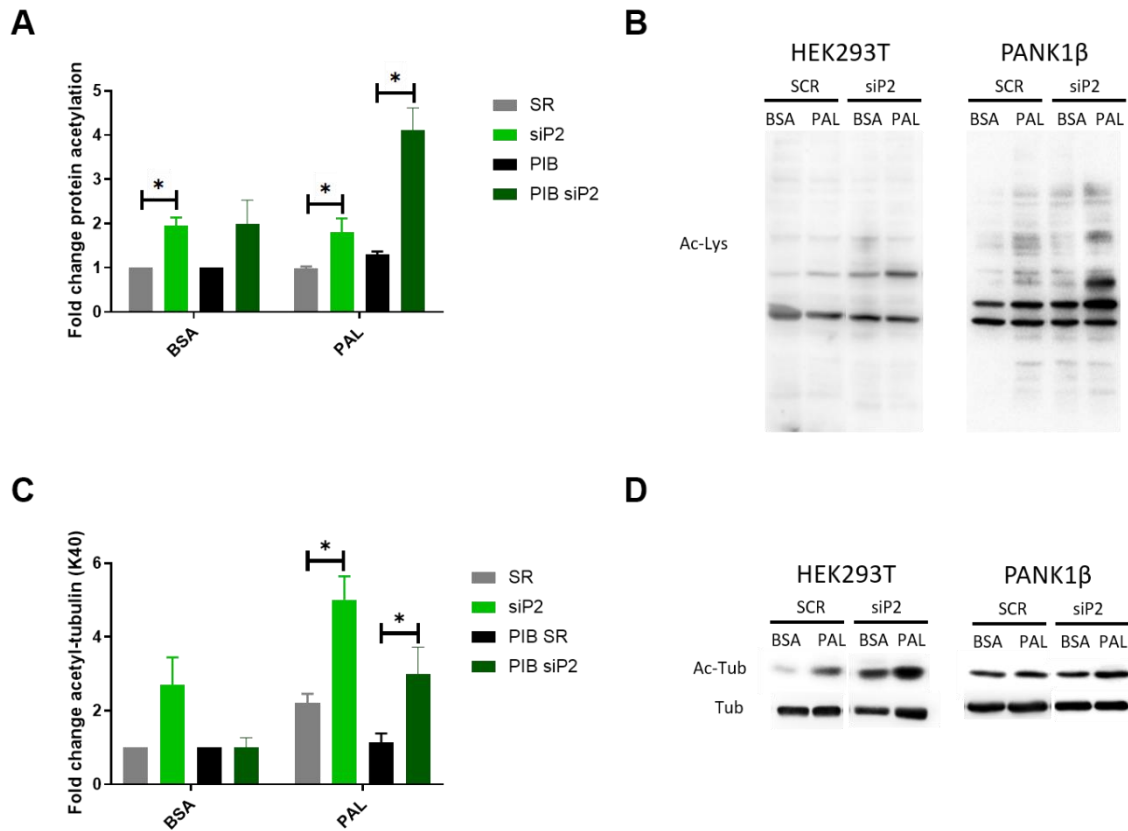 A
Fold change protein acetylation
5
4
3
2
1
0
BSA
PAL
*
*
*
SR
siP2
PIB
PIB siP2
B
HEK293T
PANK1β
SCR
siP2
SCR
siP2
BSA PAL BSA PAL
BSA PAL BSA PAL
Ac-Lys
C
Fold change acetyl-tubulin (K40)
6
4
2
0
BSA
PAL
*
*
SR
siP2
PIB SR
PIB siP2
D
HEK293T
PANK1β
SCR
siP2
SCR
siP2
BSA PAL BSA PAL
BSA PAL BSA PAL
Ac-Tub
Tub